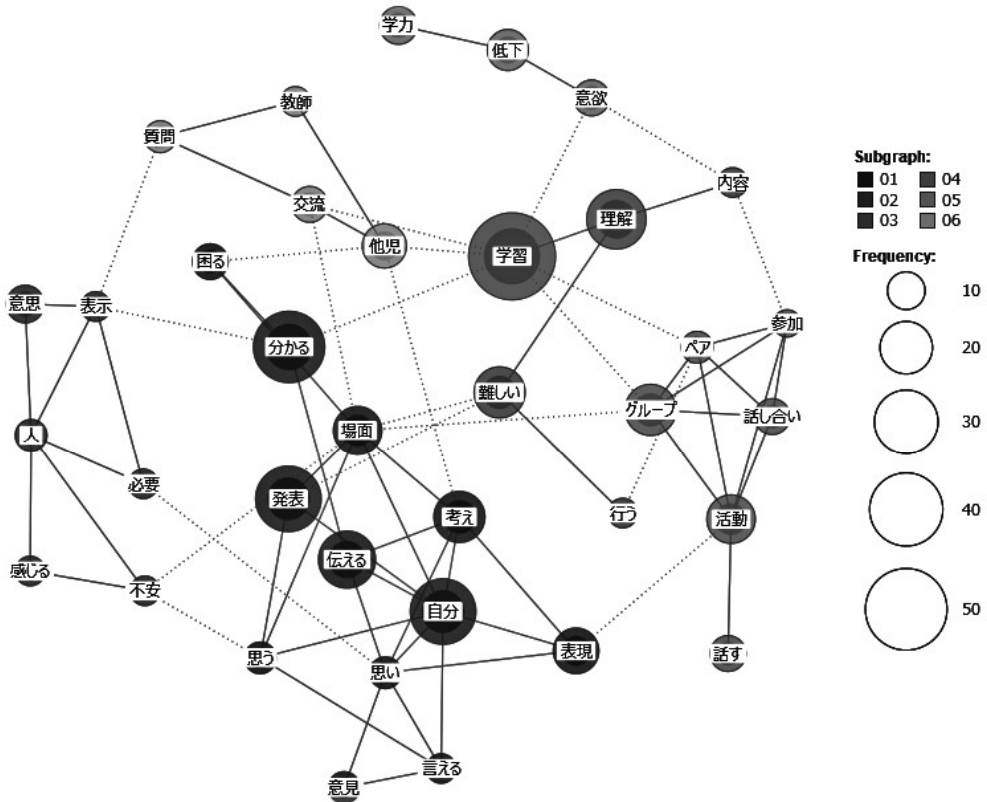 学力
低下
意欲
教師
質問
内容
交流
理解
他児
学習
困る
意思
表示
分かる
参加
ペア
難しい
グループ
話し合い
場面
人
必要
発表
考え
行う
活動
伝える
感じる
不安
自分
表現
話す
思う
思い
言える
意見
Subgraph:
01 04
02 05
03 06
Frequency:
10
20
30
40
50